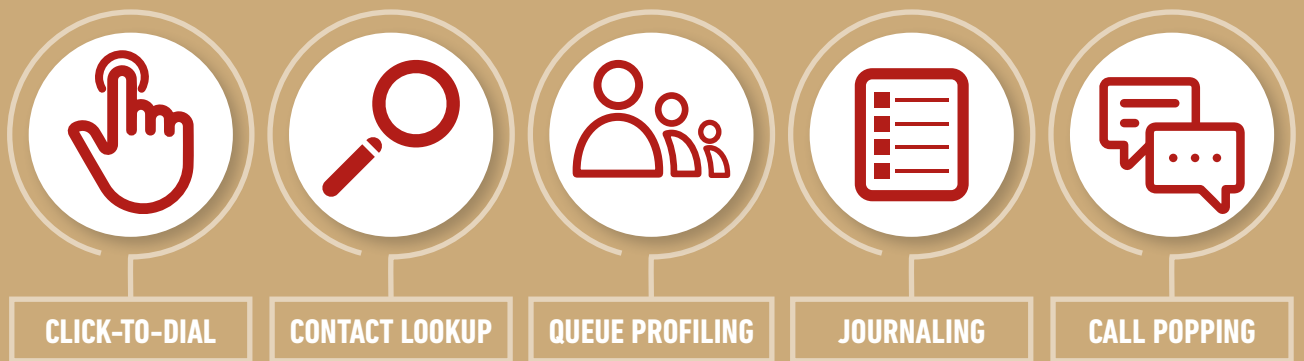 CLICK-TO-DIAL
CONTACT LOOKUP
QUEUE PROFILING
JOURNALING
CALL POPPING